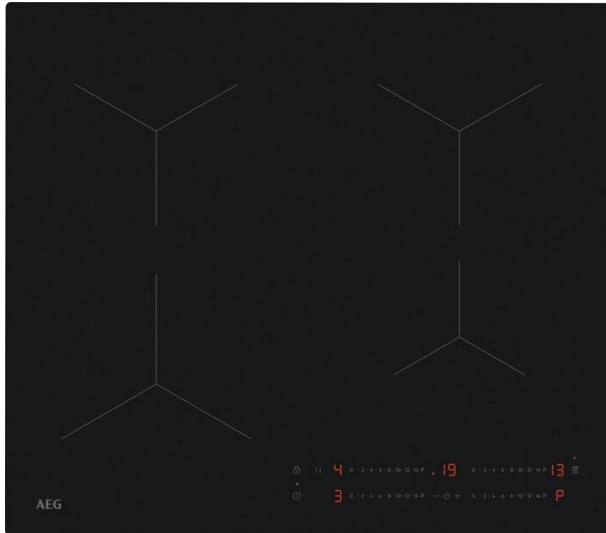 4 0 · 2 · 4 · 6 · 8 · 10 · 12 · 14 P .19 0 · 2 · 4 · 6 · 8 · 10 · 12 · 14 P 13
3 0 · 2 · 4 · 6 · 8 · 10 · 12 · 14 P − + 0 · 2 · 4 · 6 · 8 · 10 · 12 · 14 P P
AEG